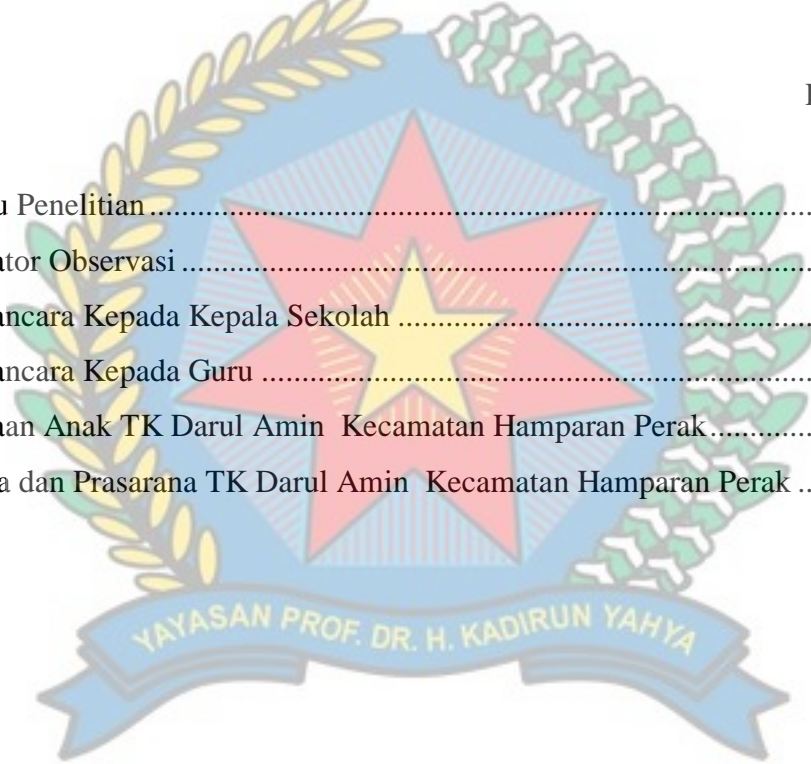 u Penelitian ....................................................................................
ator Observasi ................................................................................
ancara Kepada Kepala Sekolah ....................................................
ancara Kepada Guru .....................................................................
aan Anak TK Darul Amin Kecamatan Hamparan Perak.............
a dan Prasarana TK Darul Amin Kecamatan Hamparan Perak ..
YAYASAN PROF. DR. H. KADIRUN YAHYA